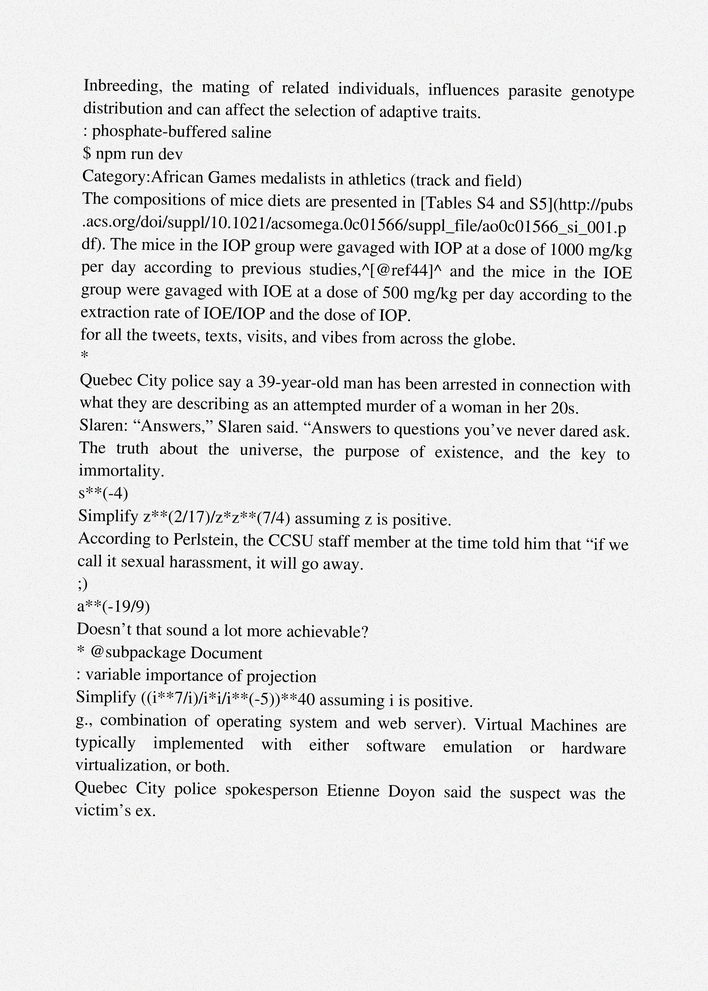 Inbreeding, the mating of related individuals, influences parasite genotype
distribution and can affect the selection of adaptive traits.
: phosphate-buffered saline
$ npm run dev
Category:African Games medalists in athletics (track and field)
The compositions of mice diets are presented in [Tables S4 and S5](http://pubs
.acs.org/doi/suppl/10.1021/acsomega.0c01566/suppl_file/ao0c01566_si_001.p
df). The mice in the IOP group were gavaged with IOP at a dose of 1000 mg/kg
per day according to previous studies,^[@ref44]^ and the mice in the IOE
group were gavaged with IOE at a dose of 500 mg/kg per day according to the
extraction rate of IOE/IOP and the dose of IOP.
for all the tweets, texts, visits, and vibes from across the globe.
*
Quebec City police say a 39-year-old man has been arrested in connection with
what they are describing as an attempted murder of a woman in her 20s.
Slaren: “Answers,” Slaren said. “Answers to questions you’ve never dared ask.
The truth about the universe, the purpose of existence, and the key to
immortality.
s**(-4)
Simplify z**(2/17)/z*z**(7/4) assuming z is positive.
According to Perlstein, the CCSU staff member at the time told him that “if we
call it sexual harassment, it will go away.
;)
a**(-19/9)
Doesn’t that sound a lot more achievable?
* @subpackage Document
: variable importance of projection
Simplify ((i**7/i)/i*i/i**(-5))**40 assuming i is positive.
g., combination of operating system and web server). Virtual Machines are
typically implemented with either software emulation or hardware
virtualization, or both.
Quebec City police spokesperson Etienne Doyon said the suspect was the
victim’s ex.